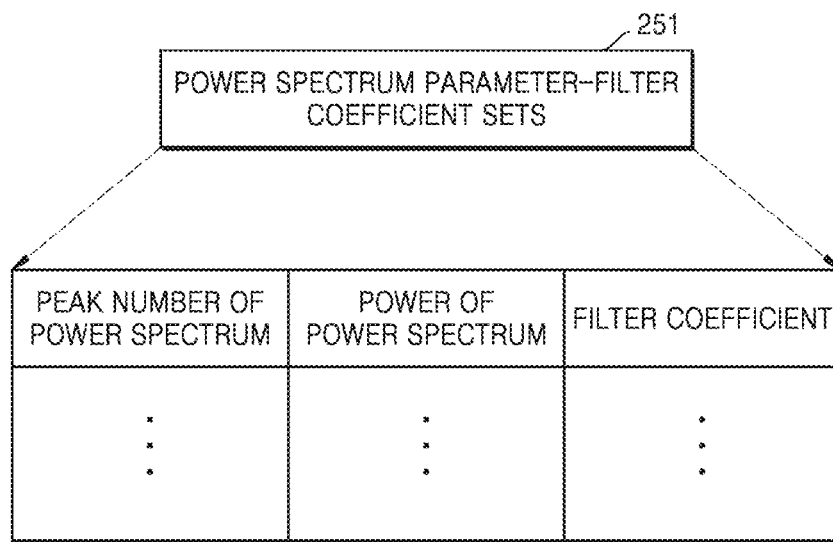 251
POWER SPECTRUM PARAMETER-FILTER
COEFFICIENT SETS
PEAK NUMBER OF
POWER SPECTRUM
POWER OF
POWER SPECTRUM
FILTER COEFFICIENT